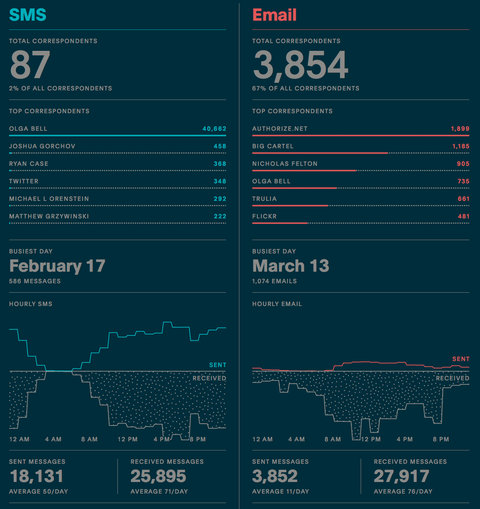 SMS
TOTAL CORRESPONDENTS
87
2% OF ALL CORRESPONDENTS
TOP CORRESPONDENTS
OLGA BELL 40,662
JOSHUA GORCHOV 458
RYAN CASE 368
TWITTER 348
MICHAEL L ORENSTEIN 292
MATTHEW GRZYWINSKI 222
BUSIEST DAY
February 17
586 MESSAGES
HOURLY SMS
SENT
RECEIVED
12 AM 4 AM 8 AM 12 PM 4 PM 8 PM
SENT MESSAGES
18,131
AVERAGE 50/DAY
RECEIVED MESSAGES
25,895
AVERAGE 71/DAY
Email
TOTAL CORRESPONDENTS
3,854
67% OF ALL CORRESPONDENTS
TOP CORRESPONDENTS
AUTHORIZE.NET 1,899
BIG CARTEL 1,185
NICHOLAS FELTON 905
OLGA BELL 735
TRULIA 661
FLICKR 481
BUSIEST DAY
March 13
1,074 EMAILS
HOURLY EMAIL
SENT
RECEIVED
12 AM 4 AM 8 AM 12 PM 4 PM 8 PM
SENT MESSAGES
3,852
AVERAGE 11/DAY
RECEIVED MESSAGES
27,917
AVERAGE 76/DAY